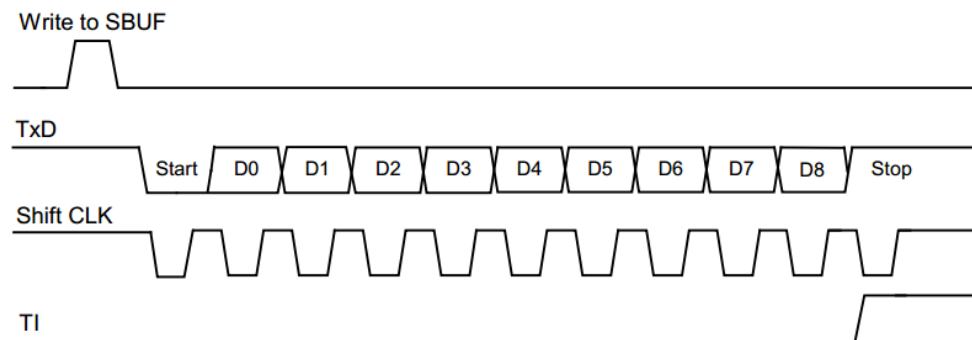 Write to SBUF
TxD
Start D0 D1 D2 D3 D4 D5 D6 D7 D8 Stop
Shift CLK
TI